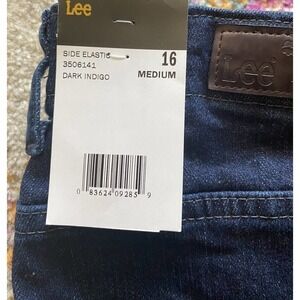 Lee
SIDE ELASTIC
3506141
DARK INDIGO
16
MEDIUM
0 83624 09285 9
Lee